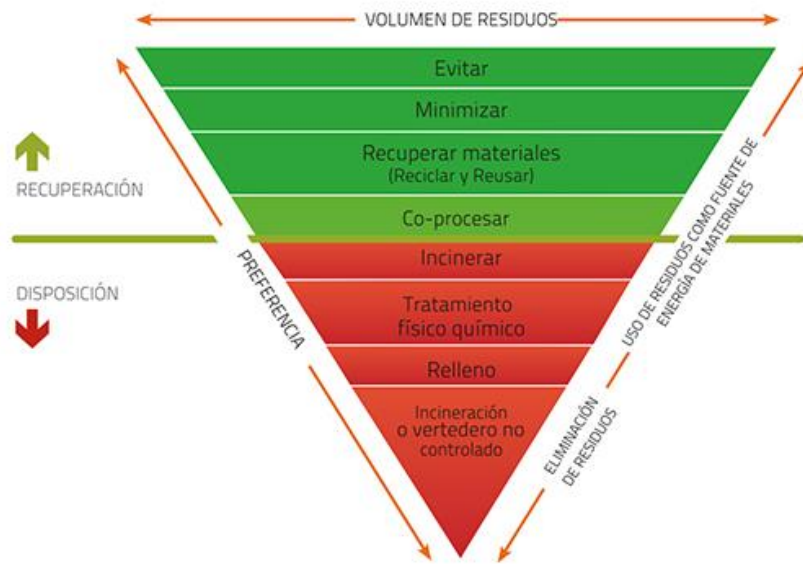 VOLUMEN DE RESIDUOS
Evitar
Minimizar
Recuperar materiales
(Reciclar y Reusar)
Co-procesar
RECUPERACIÓN
DISPOSICIÓN
Incinerar
Tratamiento
físico químico
Relleno
Incineración
o vertedero no
controlado
PREFERENCIA
USO DE RESIDUOS COMO FUENTE DE
ENERGÍA DE MATERIALES
ELIMINACIÓN
DE RESIDUOS